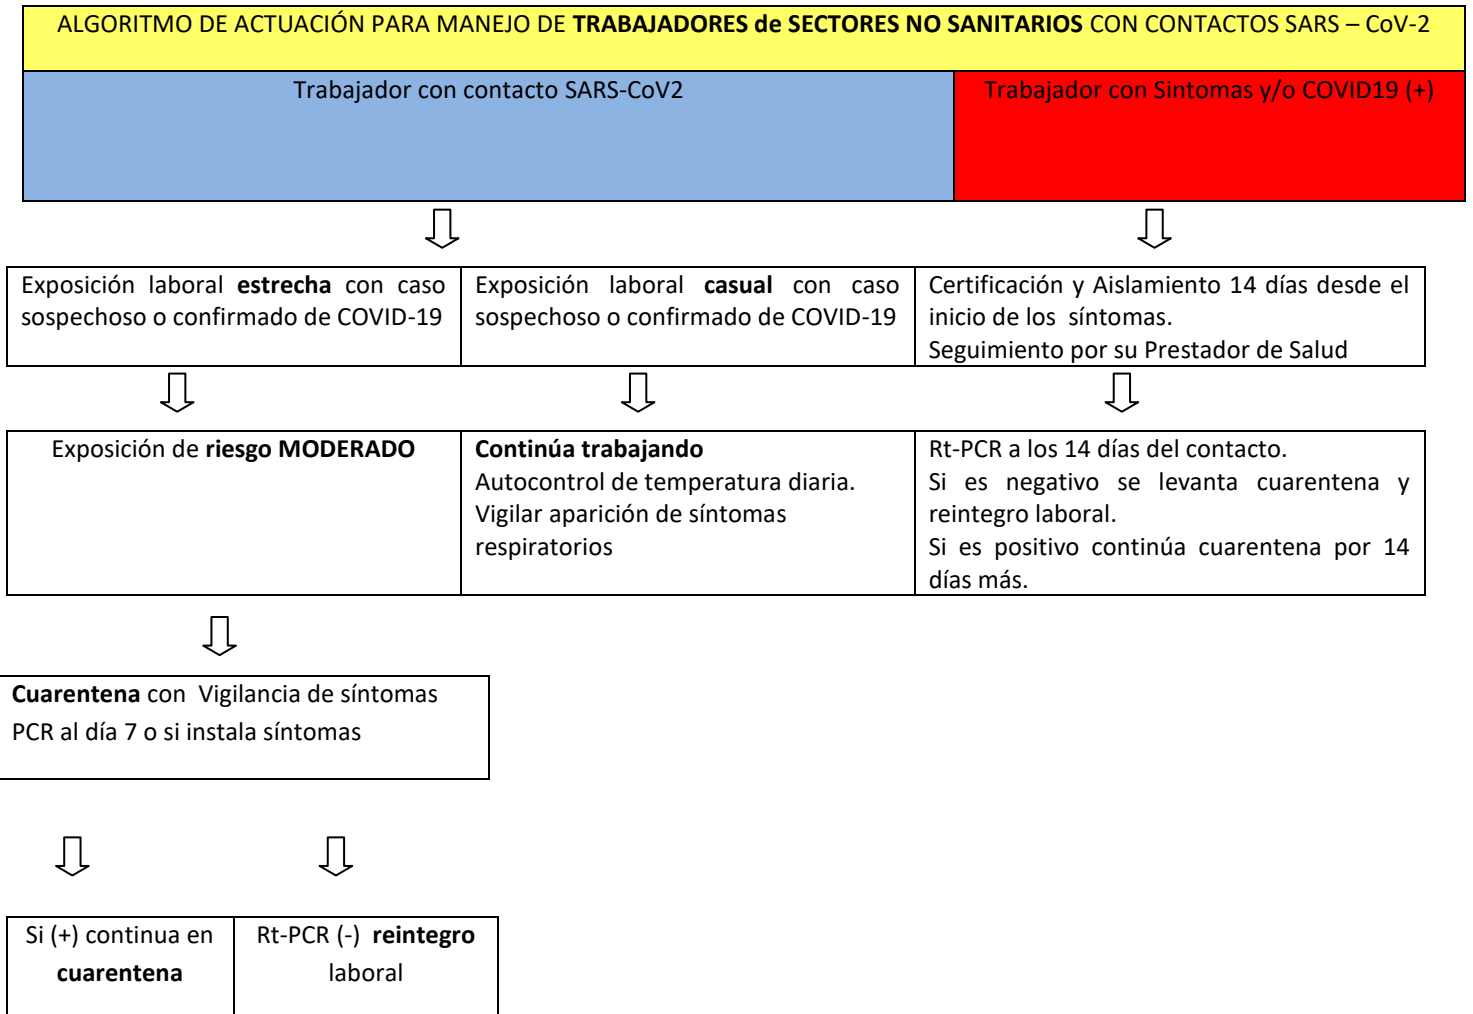 ALGORITMO DE ACTUACIÓN PARA MANEJO DE TRABAJADORES de SECTORES NO SANITARIOS CON CONTACTOS SARS – CoV-2
Trabajador con contacto SARS-CoV2
Trabajador con Sintomas y/o COVID19 (+)
Exposición laboral estrecha con caso
sospechoso o confirmado de COVID-19
Exposición laboral casual con caso
sospechoso o confirmado de COVID-19
Certificación y Aislamiento 14 días desde el
inicio de los síntomas.
Seguimiento por su Prestador de Salud
Exposición de riesgo MODERADO
Continúa trabajando
Autocontrol de temperatura diaria.
Vigilar aparición de síntomas
respiratorios
Rt-PCR a los 14 días del contacto.
Si es negativo se levanta cuarentena y
reintegro laboral.
Si es positivo continúa cuarentena por 14
días más.
Cuarentena con Vigilancia de síntomas
PCR al día 7 o si instala síntomas
Si (+) continua en
cuarentena
Rt-PCR (-) reintegro
laboral